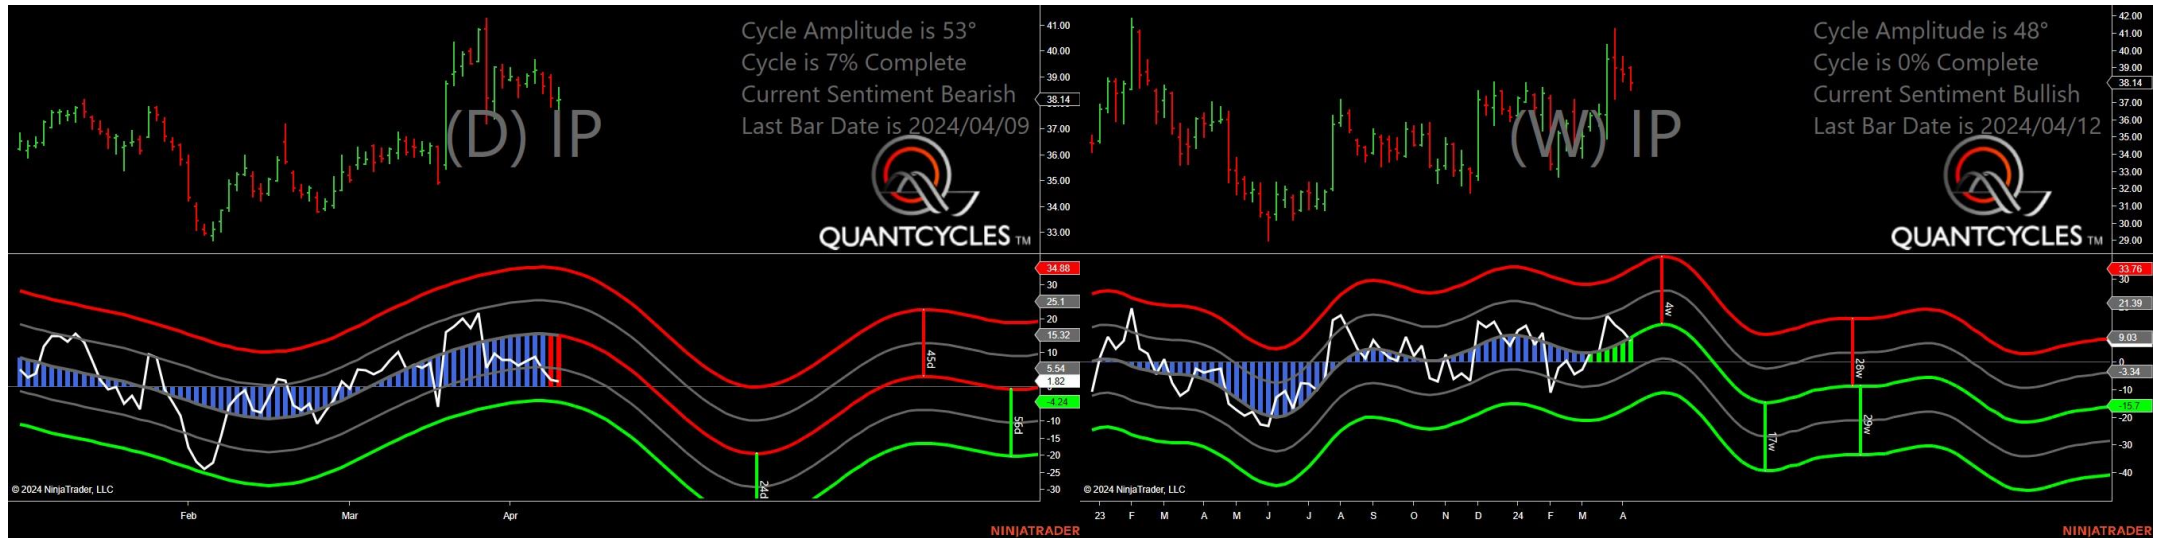 Cycle Amplitude is 53°
Cycle is 7% Complete
Current Sentiment Bearish
Last Bar Date is 2024/04/09
(D) IP
QUANTCYCLES TM
41.00
40.00
39.00
38.14
37.00
36.00
35.00
34.00
33.00
34.88
30
25.1
20
15.32
10
5.54
1.82
-4.24
-10
-15
-20
-25
-30
45d
56d
24d
© 2024 NinjaTrader, LLC
Feb Mar Apr
NINJATRADER
Cycle Amplitude is 48°
Cycle is 0% Complete
Current Sentiment Bullish
Last Bar Date is 2024/04/12
(W) IP
QUANTCYCLES TM
42.00
41.00
40.00
39.00
38.14
37.00
36.00
35.00
34.00
33.00
32.00
31.00
30.00
29.00
33.76
30
21.39
9.03
0
-3.34
-10
-15.7
-20
-30
-40
4w
28w
17w
29w
© 2024 NinjaTrader, LLC
23 F M A M J J A S O N D 24 F M A
NINJATRADER